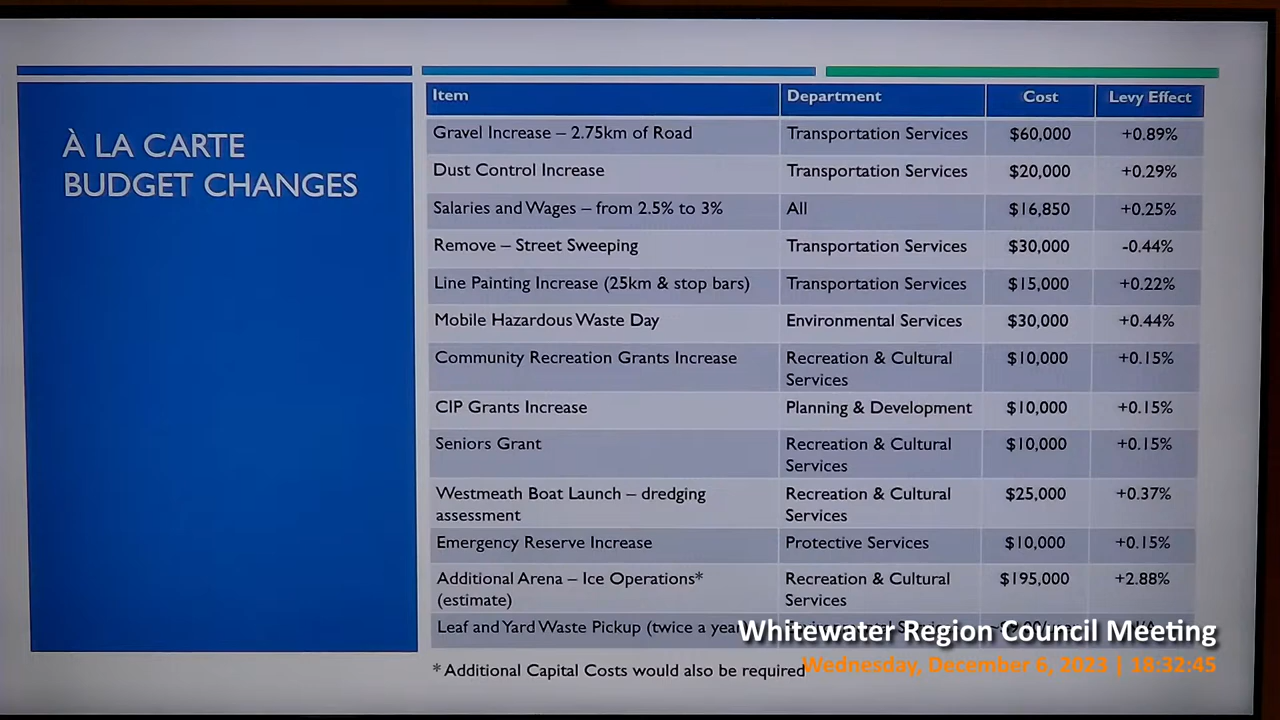 À LA CARTE
BUDGET CHANGES
Item Department Cost Levy Effect
Gravel Increase – 2.75km of Road Transportation Services $60,000 +0.89%
Dust Control Increase Transportation Services $20,000 +0.29%
Salaries and Wages – from 2.5% to 3% All $16,850 +0.25%
Remove – Street Sweeping Transportation Services $30,000 -0.44%
Line Painting Increase (25km & stop bars) Transportation Services $15,000 +0.22%
Mobile Hazardous Waste Day Environmental Services $30,000 +0.44%
Community Recreation Grants Increase Recreation & Cultural $10,000 +0.15%
Services
CIP Grants Increase Planning & Development $10,000 +0.15%
Seniors Grant Recreation & Cultural $10,000 +0.15%
Services
Westmeath Boat Launch – dredging Recreation & Cultural $25,000 +0.37%
assessment Services
Emergency Reserve Increase Protective Services $10,000 +0.15%
Additional Arena – Ice Operations* Recreation & Cultural $195,000 +2.88%
(estimate) Services
Leaf and Yard Waste Pickup (twice a year
* Additional Capital Costs would also be required
Whitewater Region Council Meeting
Wednesday, December 6, 2023 | 18:32:45